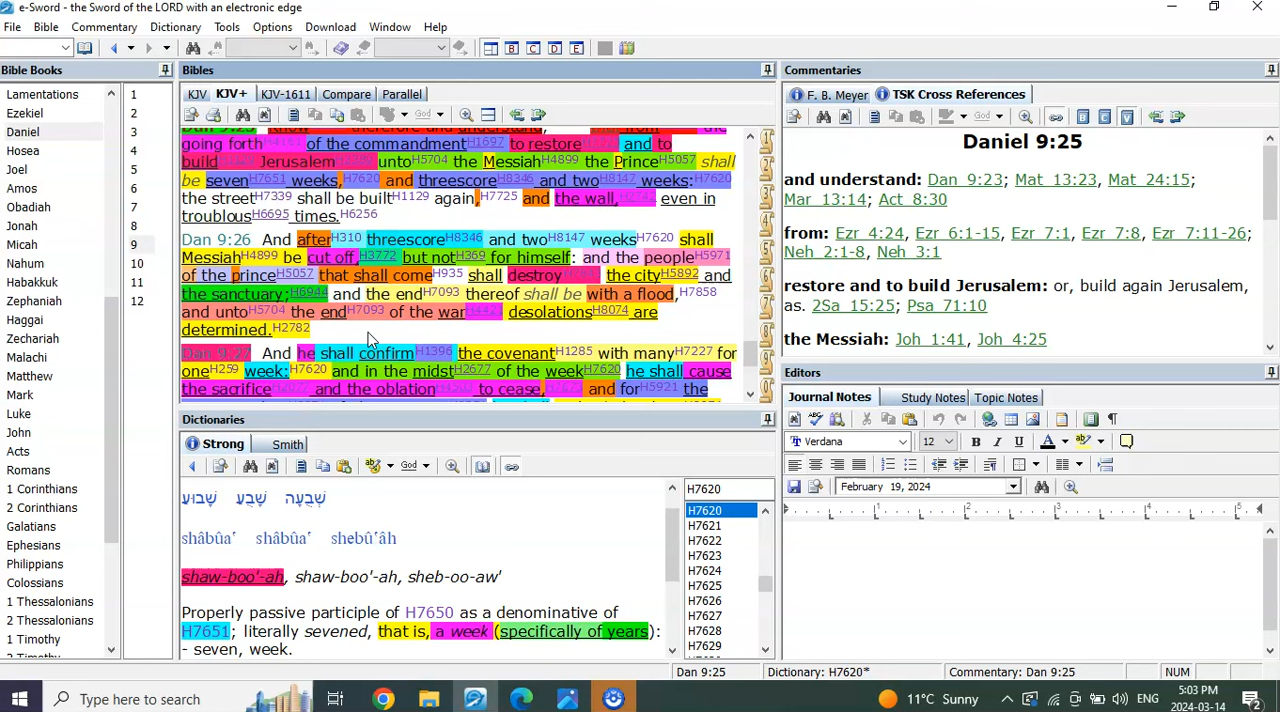 e-Sword - the Sword of the LORD with an electronic edge
File Bible Commentary Dictionary Tools Options Download Window Help
Bible Books
Lamentations
Ezekiel
Daniel
Hosea
Joel
Amos
Obadiah
Jonah
Micah
Nahum
Habakkuk
Zephaniah
Haggai
Zechariah
Malachi
Matthew
Mark
Luke
John
Acts
Romans
1 Corinthians
2 Corinthians
Galatians
Ephesians
Philippians
Colossians
1 Thessalonians
2 Thessalonians
1 Timothy
1
2
3
4
5
6
7
8
9
10
11
12
Bibles
KJV KJV+ KJV-1611 Compare Parallel
going forth of the commandment H1697 to restore and to
build Jerusalem unto H5704 the Messiah H4899 the Prince H5057 shall
be seven H7651 weeks, H7620 and threescore H8346 and two H8147 weeks: H7620
the street H7339 shall be built H1129 again, H7725 and the wall, even in
troublous H6695 times. H6256
Dan 9:26 And after H310 threescore H8346 and two H8147 weeks H7620 shall
Messiah H4899 be cut off, H3772 but not H369 for himself: and the people H5971
of the prince H5057 that shall come H935 shall destroy the city H5892 and
the sanctuary; H6944 and the end H7093 thereof shall be with a flood, H7858
and unto H5704 the end H7093 of the war desolations H8074 are
determined. H2782
Dan 9:27 And he shall confirm H1396 the covenant H1285 with many H7227 for
one H259 week: H7620 and in the midst H2677 of the week H7620 he shall cause
the sacrifice and the oblation to cease, and for H5921 the
Dictionaries
Strong Smith
God
שָׁבוּעַ שָׁבֻעַ שְׁבֻעָה
shâbûa‛ shâbûa‛ shebû‛âh
shaw-boo'-ah, shaw-boo'-ah, sheb-oo-aw'
Properly passive participle of H7650 as a denominative of
H7651; literally sevened, that is, a week (specifically of years):
- seven, week.
H7620
H7620
H7621
H7622
H7623
H7624
H7625
H7626
H7627
H7628
H7629
Commentaries
F. B. Meyer TSK Cross References
God
Daniel 9:25
and understand: Dan 9:23; Mat 13:23, Mat 24:15;
Mar 13:14; Act 8:30
from: Ezr 4:24, Ezr 6:1-15, Ezr 7:1, Ezr 7:8, Ezr 7:11-26;
Neh 2:1-8, Neh 3:1
restore and to build Jerusalem: or, build again Jerusalem,
as. 2Sa 15:25; Psa 71:10
the Messiah: Joh 1:41, Joh 4:25
Editors
Journal Notes Study Notes Topic Notes
Verdana 12 B I U A
February 19, 2024
1 2 3 4 5
Dan 9:25 Dictionary: H7620* Commentary: Dan 9:25 NUM
Type here to search
11°C Sunny ENG
5:03 PM
2024-03-14
2